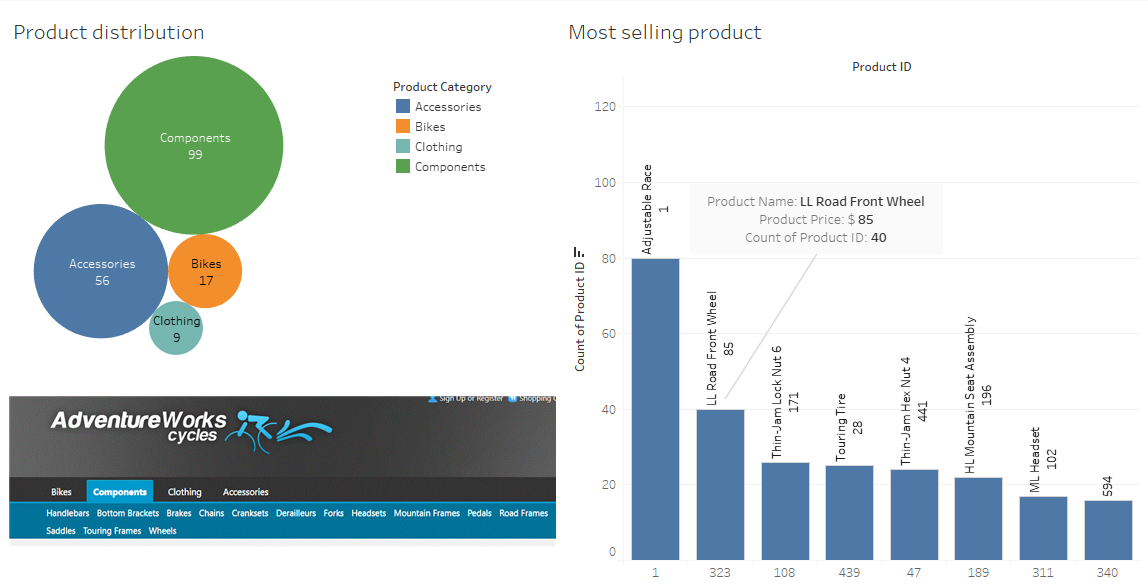 Product distribution
Components
99
Accessories
56
Bikes
17
Clothing
9
Product Category
Accessories
Bikes
Clothing
Components
Sign Up or Register Shopping
AdventureWorks
cycles
Bikes Components Clothing Accessories
Handlebars Bottom Brackets Brakes Chains Cranksets Derailleurs Forks Headsets Mountain Frames Pedals Road Frames
Saddles Touring Frames Wheels
Most selling product
Product ID
Count of Product ID
120
100
80
60
40
20
0
Product Name: LL Road Front Wheel
Product Price: $ 85
Count of Product ID: 40
Adjustable Race
1
LL Road Front Wheel
85
Thin-Jam Lock Nut 6
171
Touring Tire
28
Thin-Jam Hex Nut 4
441
HL Mountain Seat Assembly
196
ML Headset
102
594
1 323 108 439 47 189 311 340